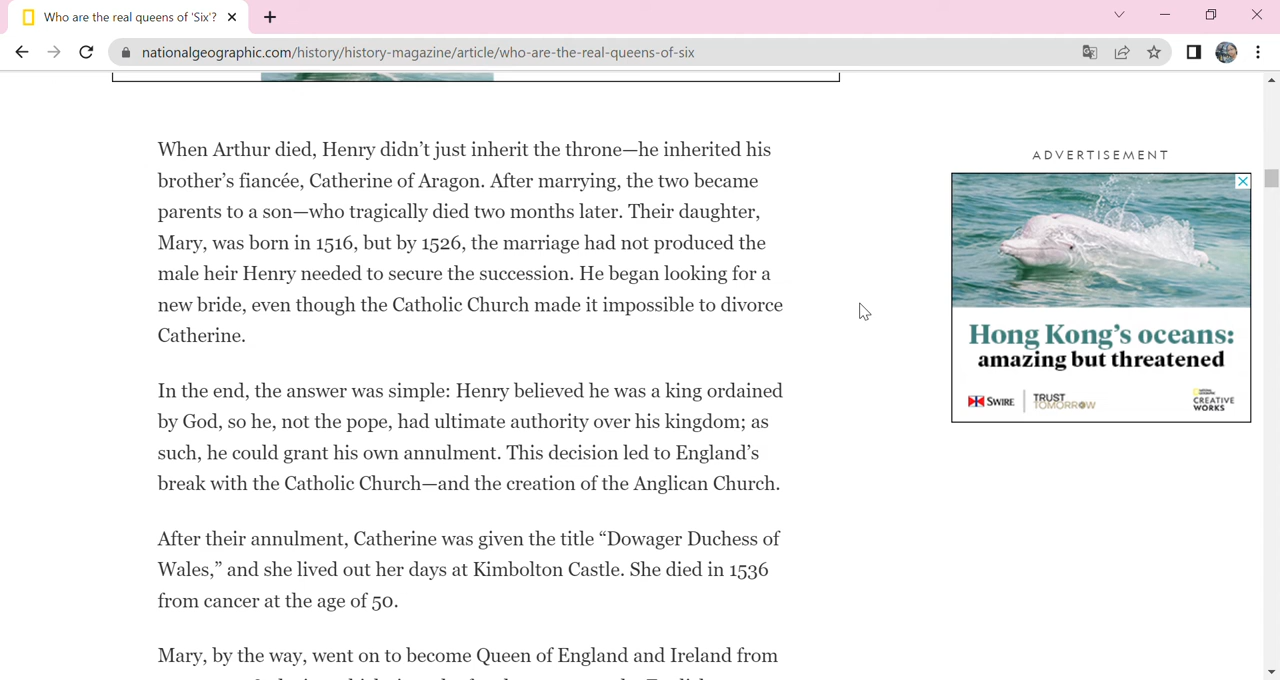 Who are the real queens of 'Six'?
nationalgeographic.com/history/history-magazine/article/who-are-the-real-queens-of-six
When Arthur died, Henry didn’t just inherit the throne—he inherited his
brother’s fiancée, Catherine of Aragon. After marrying, the two became
parents to a son—who tragically died two months later. Their daughter,
Mary, was born in 1516, but by 1526, the marriage had not produced the
male heir Henry needed to secure the succession. He began looking for a
new bride, even though the Catholic Church made it impossible to divorce
Catherine.
In the end, the answer was simple: Henry believed he was a king ordained
by God, so he, not the pope, had ultimate authority over his kingdom; as
such, he could grant his own annulment. This decision led to England’s
break with the Catholic Church—and the creation of the Anglican Church.
After their annulment, Catherine was given the title “Dowager Duchess of
Wales,” and she lived out her days at Kimbolton Castle. She died in 1536
from cancer at the age of 50.
Mary, by the way, went on to become Queen of England and Ireland from
ADVERTISEMENT
Hong Kong’s oceans:
amazing but threatened
SWIRE
TRUST
TOMORROW
CREATIVE
WORKS